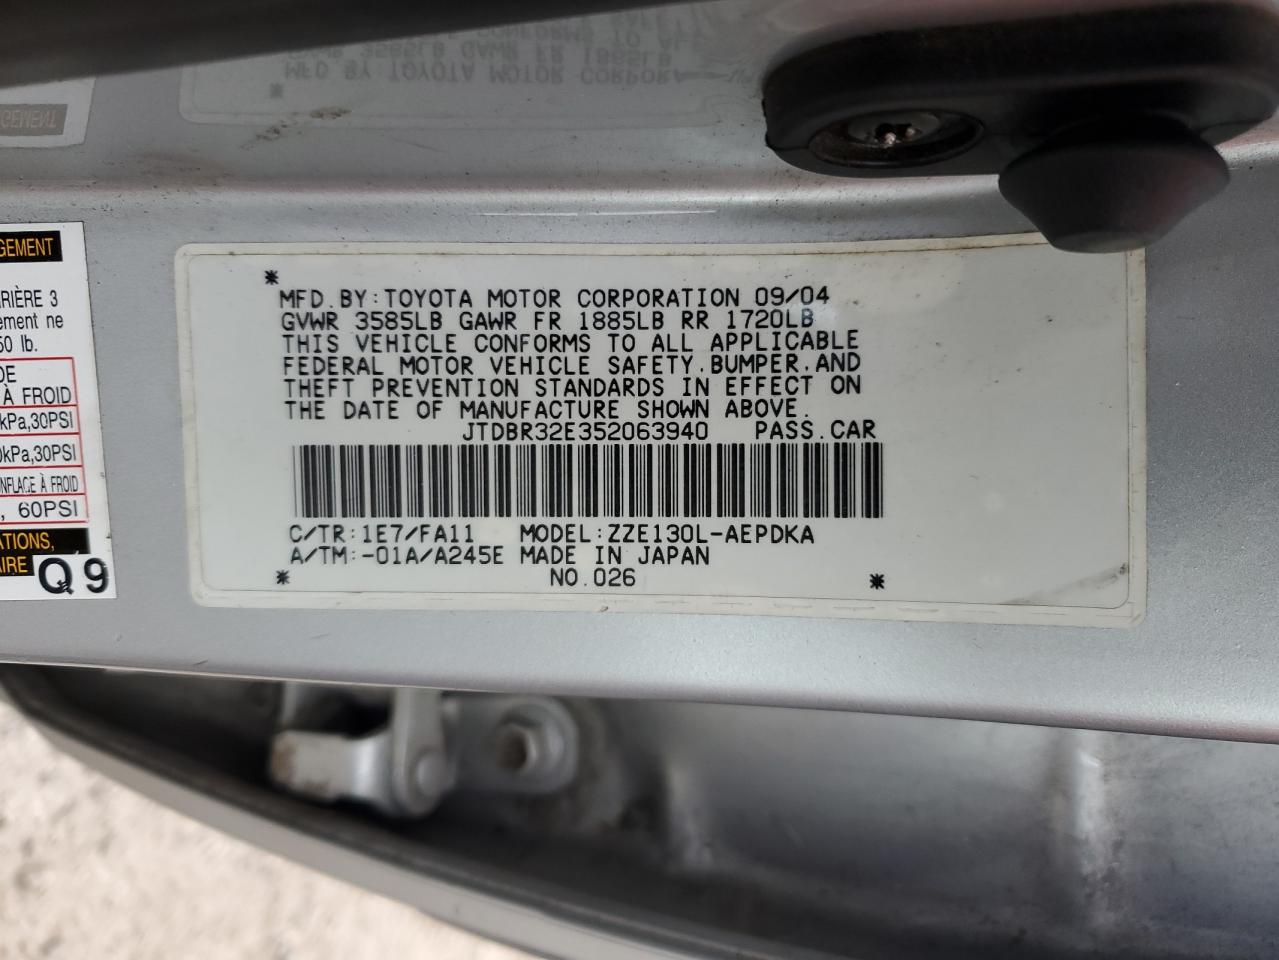 GEMENT
RIÈRE 3
ement ne
50 lb.
DE
À FROID
kPa,30PSI
kPa,30PSI
NFLAGE À FROID
, 60PSI
ATIONS,
AIRE Q9
*
MFD.BY:TOYOTA MOTOR CORPORATION 09/04
GVWR 3585LB GAWR FR 1885LB RR 1720LB
THIS VEHICLE CONFORMS TO ALL APPLICABLE
FEDERAL MOTOR VEHICLE SAFETY.BUMPER.AND
THEFT PREVENTION STANDARDS IN EFFECT ON
THE DATE OF MANUFACTURE SHOWN ABOVE.
JTDBR32E352063940 PASS.CAR
C/TR:1E7/FA11 MODEL:ZZE130L-AEPDKA
A/TM:-01A/A245E MADE IN JAPAN
* NO.026 *